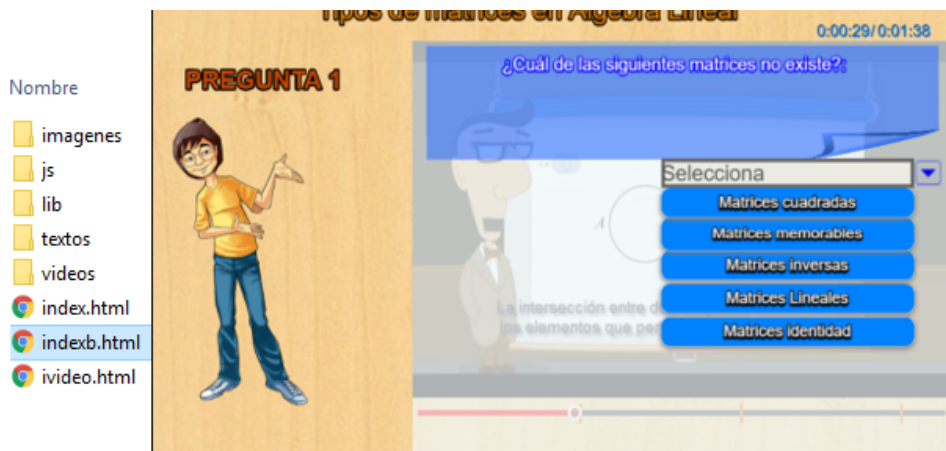 Tipos de matrices en Algebra Lineal
0:00:29/0:01:38
Nombre
imagenes
js
lib
textos
videos
index.html
indexb.html
ivideo.html
PREGUNTA 1
¿Cuál de las siguientes matrices no existe?:
Selecciona
Matrices cuadradas
Matrices memorables
Matrices inversas
Matrices Lineales
Matrices identidad
A
La intersección entre d
los elementos que per